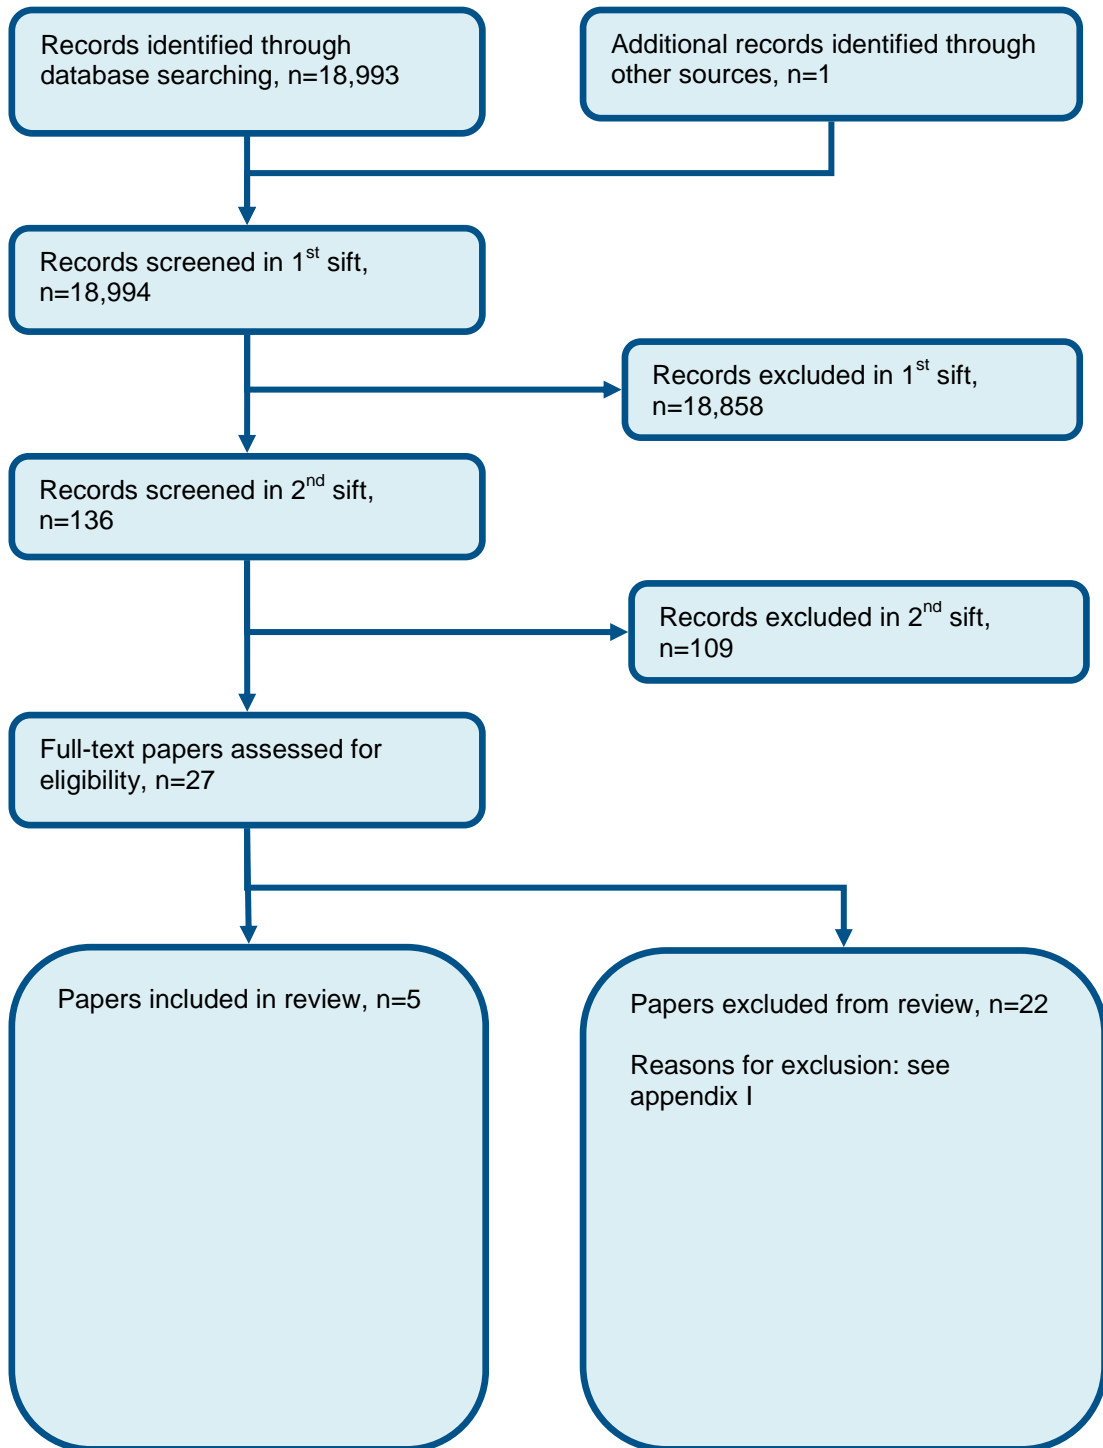 Records identified through
database searching, n=18,993
Additional records identified through
other sources, n=1
Records screened in 1st sift,
n=18,994
Records excluded in 1st sift,
n=18,858
Records screened in 2nd sift,
n=136
Records excluded in 2nd sift,
n=109
Full-text papers assessed for
eligibility, n=27
Papers included in review, n=5
Papers excluded from review, n=22
Reasons for exclusion: see
appendix I